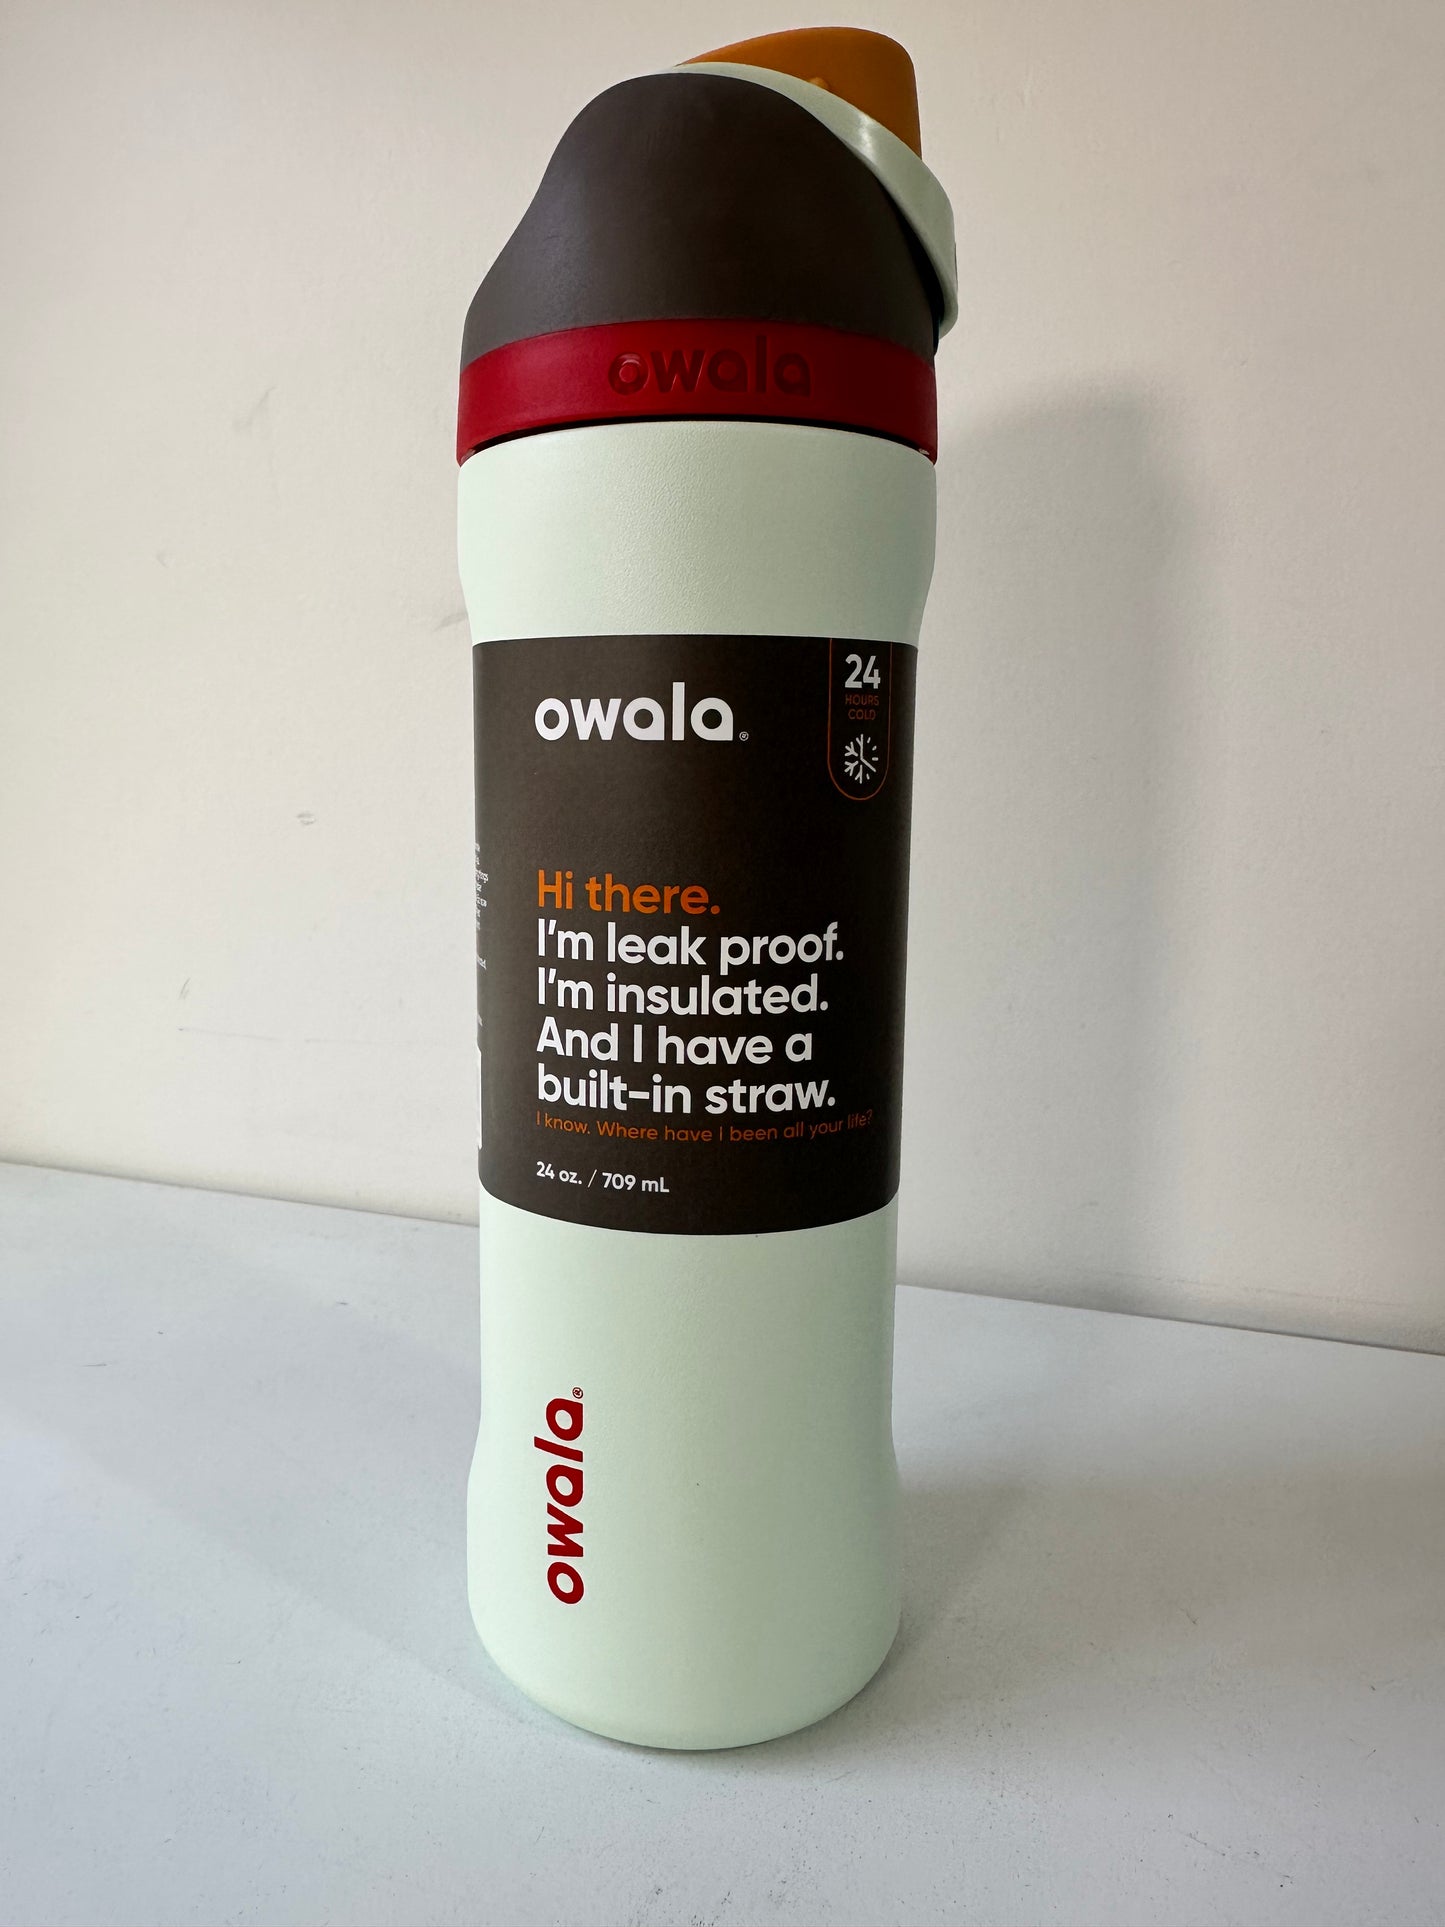 owala
owala®
24
HOURS
COLD
Hi there.
I'm leak proof.
I'm insulated.
And I have a
built-in straw.
I know. Where have I been all your life?
24 oz. / 709 mL
owala®